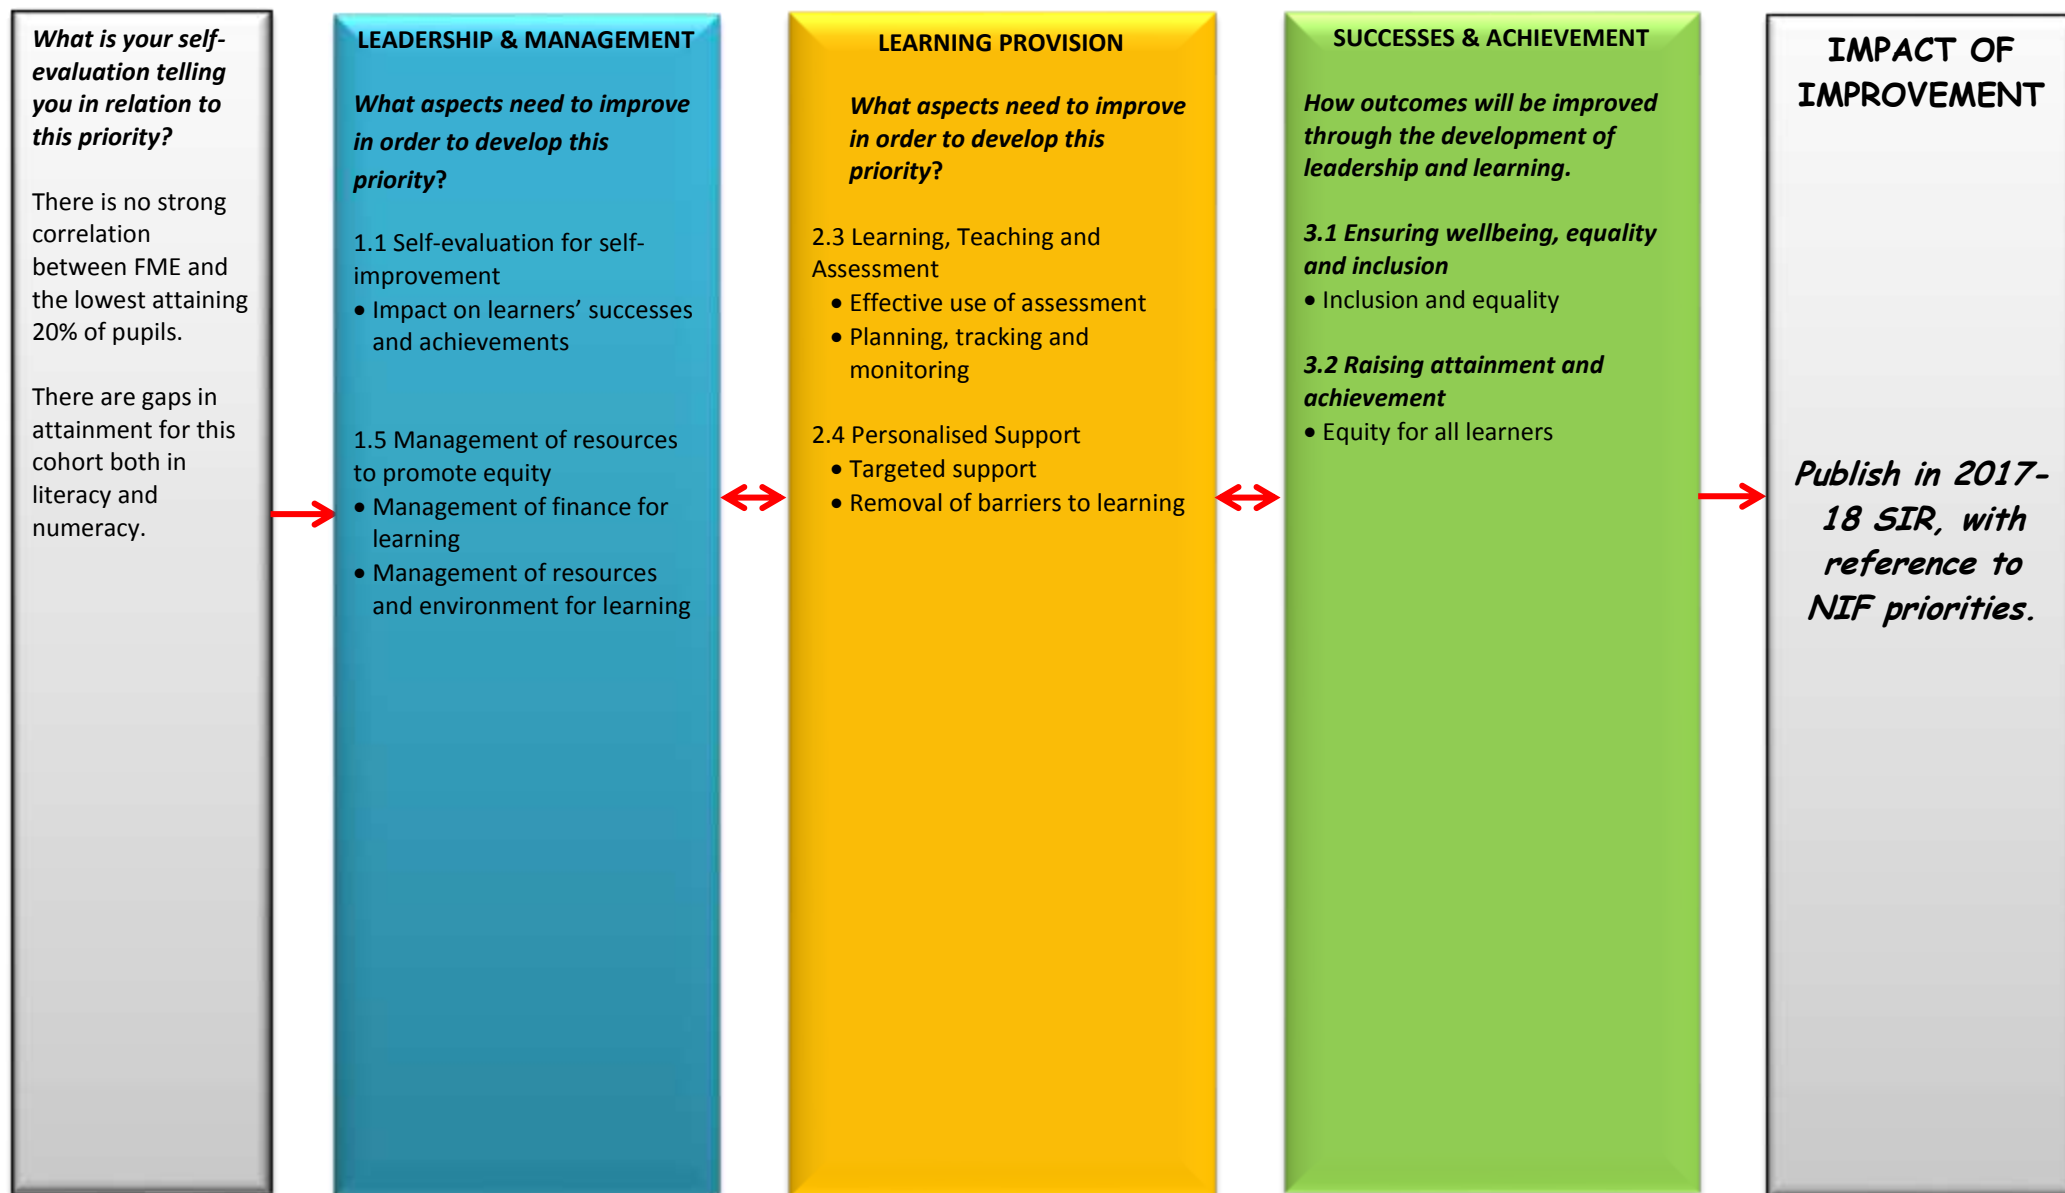 What is your self-
evaluation telling
you in relation to
this priority?
There is no strong
correlation
between FME and
the lowest attaining
20% of pupils.
There are gaps in
attainment for this
cohort both in
literacy and
numeracy.
LEADERSHIP & MANAGEMENT
What aspects need to improve
in order to develop this
priority?
1.1 Self-evaluation for self-
improvement
• Impact on learners’ successes
and achievements
1.5 Management of resources
to promote equity
• Management of finance for
learning
• Management of resources
and environment for learning
LEARNING PROVISION
What aspects need to improve
in order to develop this
priority?
2.3 Learning, Teaching and
Assessment
• Effective use of assessment
• Planning, tracking and
monitoring
2.4 Personalised Support
• Targeted support
• Removal of barriers to learning
SUCCESSES & ACHIEVEMENT
How outcomes will be improved
through the development of
leadership and learning.
3.1 Ensuring wellbeing, equality
and inclusion
• Inclusion and equality
3.2 Raising attainment and
achievement
• Equity for all learners
IMPACT OF
IMPROVEMENT
Publish in 2017-
18 SIR, with
reference to
NIF priorities.